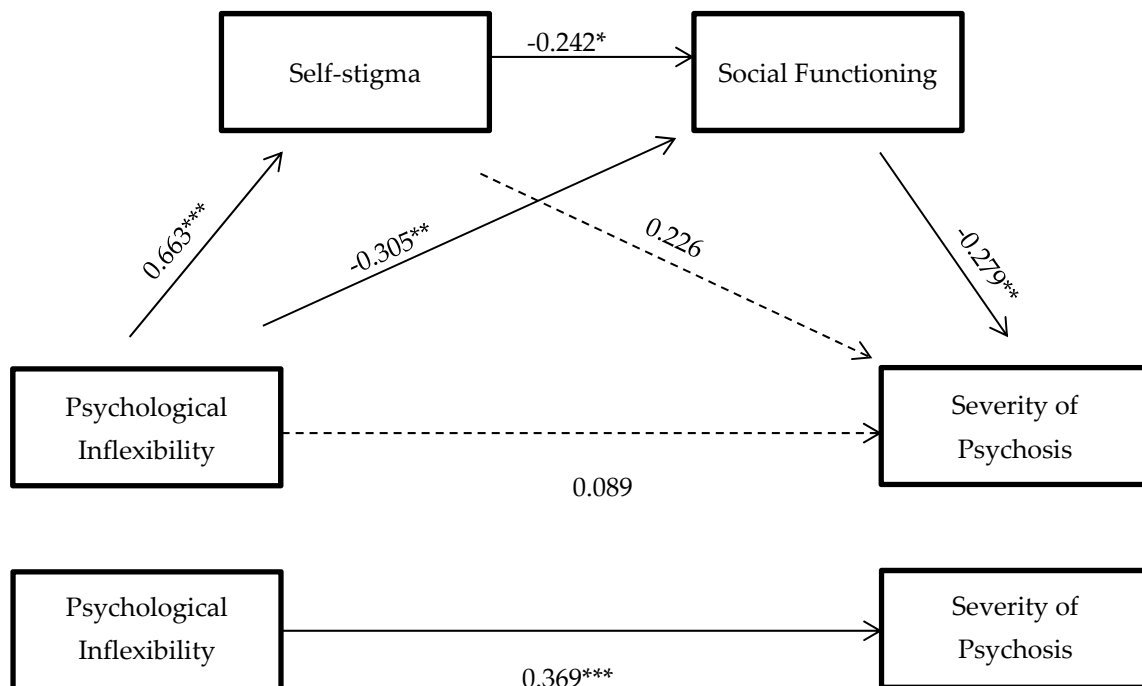 -0.242*
Self-stigma
Social Functioning
0.663***
-0.305**
0.226
-0.279**
Psychological
Inflexibility
Severity of
Psychosis
0.089
Psychological
Inflexibility
Severity of
Psychosis
0.369***